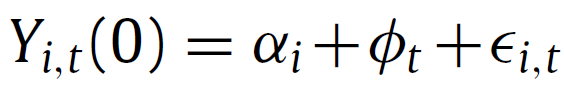 Y_{i,t}(0) = α_i + ϕ_t + ϵ_{i,t}